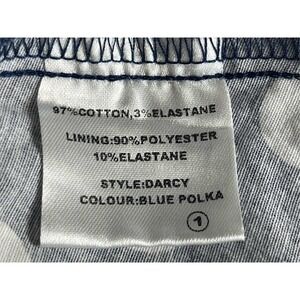 97%COTTON,3%ELASTANE
LINING:90%POLYESTER
10%ELASTANE
STYLE:DARCY
COLOUR:BLUE POLKA
1